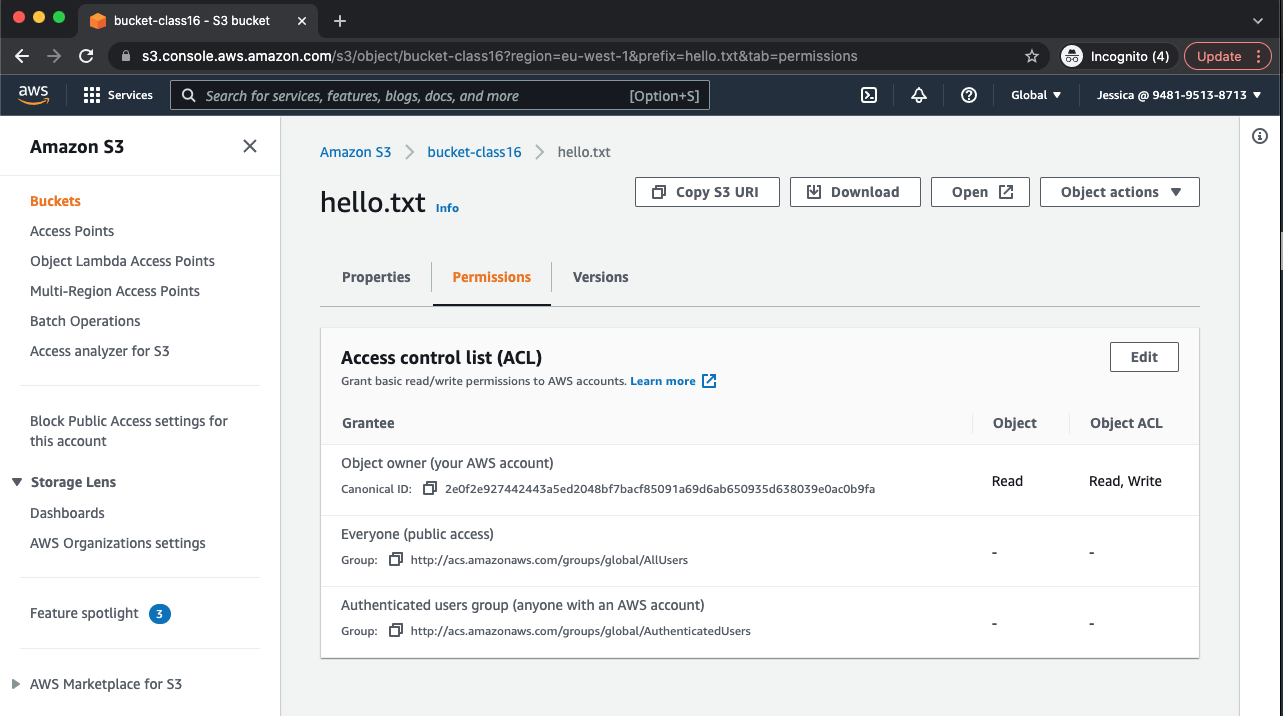 bucket-class16 - S3 bucket
s3.console.aws.amazon.com/s3/object/bucket-class16?region=eu-west-1&prefix=hello.txt&tab=permissions
Incognito (4)
Update
aws
Services
Search for services, features, blogs, docs, and more
[Option+S]
Global
Jessica @ 9481-9513-8713
Amazon S3
Buckets
Access Points
Object Lambda Access Points
Multi-Region Access Points
Batch Operations
Access analyzer for S3
Block Public Access settings for
this account
Storage Lens
Dashboards
AWS Organizations settings
Feature spotlight 3
AWS Marketplace for S3
Amazon S3 > bucket-class16 > hello.txt
hello.txt Info
Copy S3 URI
Download
Open
Object actions
Properties
Permissions
Versions
Access control list (ACL)
Grant basic read/write permissions to AWS accounts. Learn more
Edit
Grantee Object Object ACL
Object owner (your AWS account)
Canonical ID: 2e0f2e927442443a5ed2048bf7bacf85091a69d6ab650935d638039e0ac0b9fa
Read Read, Write
Everyone (public access)
Group: http://acs.amazonaws.com/groups/global/AllUsers
- -
Authenticated users group (anyone with an AWS account)
Group: http://acs.amazonaws.com/groups/global/AuthenticatedUsers
- -